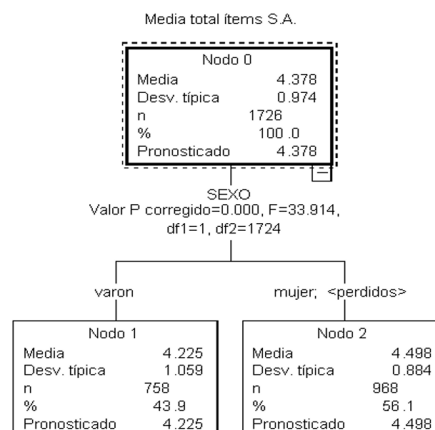 Media total ítems S.A.
Nodo 0
Media 4.378
Desv. típica 0.974
n 1726
% 100 .0
Pronosticado 4.378
SEXO
Valor P corregido=0.000, F=33.914,
df1=1, df2=1724
varon
mujer; <perdidos>
Nodo 1
Media 4.225
Desv. típica 1.059
n 758
% 43 .9
Pronosticado 4.225
Nodo 2
Media 4.498
Desv. típica 0.884
n 968
% 56 .1
Pronosticado 4.498